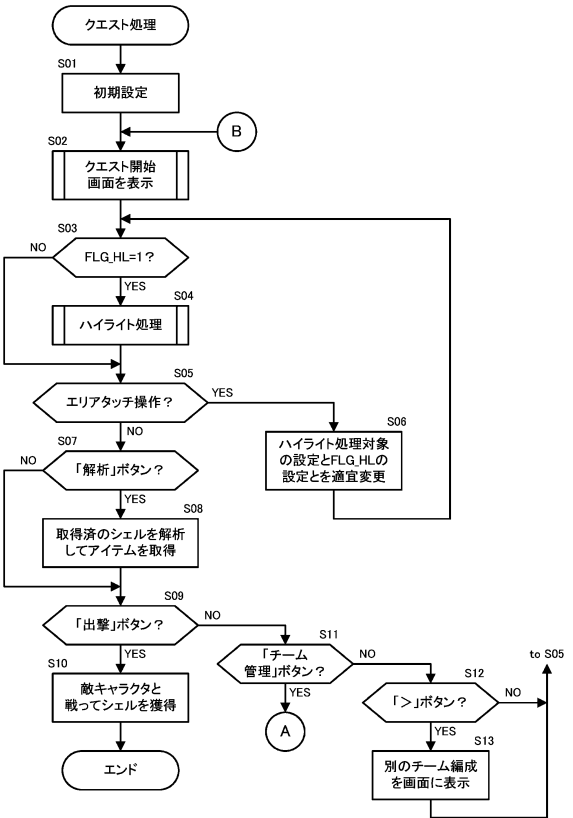 クエスト処理
S01
初期設定
B
S02
クエスト開始
画面を表示
S03
FLG_HL=1？
NO
YES
S04
ハイライト処理
S05
エリアタッチ操作？
YES
NO
S06
ハイライト処理対象
の設定とFLG_HLの
設定とを適宜変更
S07
「解析」ボタン？
NO
YES
S08
取得済のシェルを解析
してアイテムを取得
S09
「出撃」ボタン？
NO
YES
S10
敵キャラクタと
戦ってシェルを獲得
エンド
S11
「チーム
管理」ボタン？
NO
YES
A
to S05
S12
「＞」ボタン？
NO
YES
S13
別のチーム編成
を画面に表示